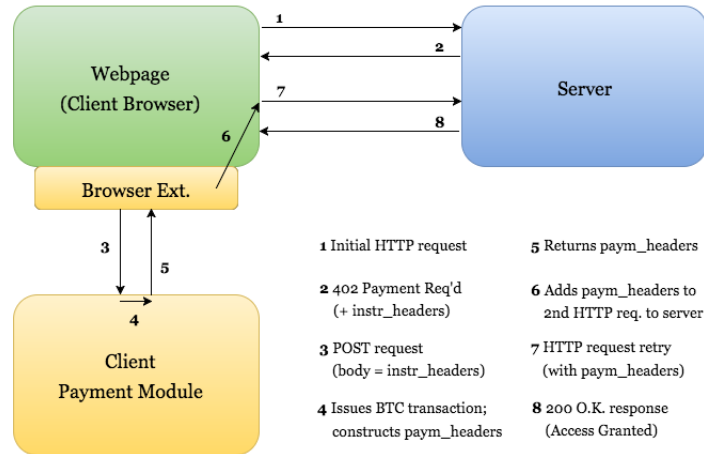 1
2
Webpage
(Client Browser)
7
Server
6
8
Browser Ext.
3
5
4
Client
Payment Module
1 Initial HTTP request
2 402 Payment Req'd
(+ instr_headers)
3 POST request
(body = instr_headers)
4 Issues BTC transaction;
constructs paym_headers
5 Returns paym_headers
6 Adds paym_headers to
2nd HTTP req. to server
7 HTTP request retry
(with paym_headers)
8 200 O.K. response
(Access Granted)